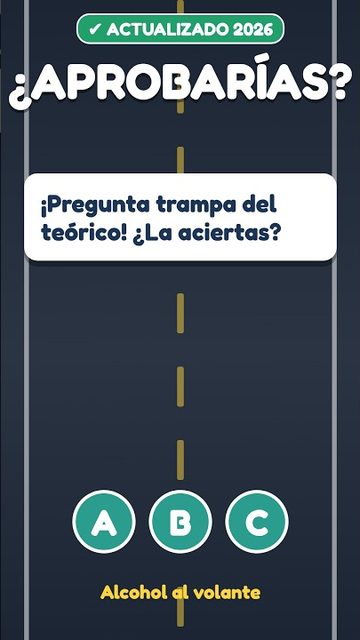 ✔ ACTUALIZADO 2026
¿APROBARÍAS?
¡Pregunta trampa del
teórico! ¿La aciertas?
A B C
Alcohol al volante